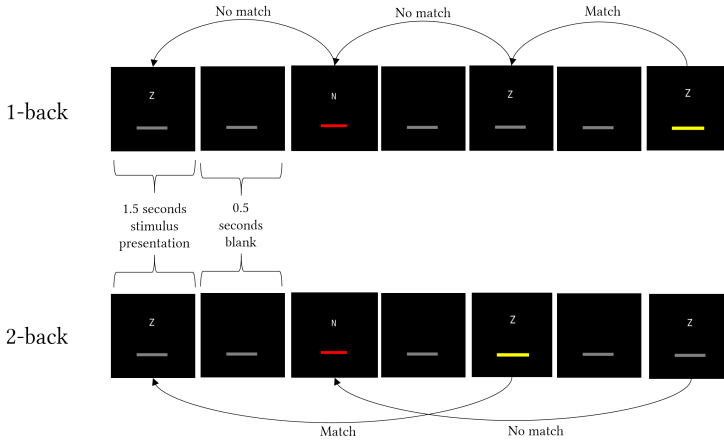 No match
No match
Match
Z
N
Z
Z
1-back
1.5 seconds
stimulus
presentation
0.5
seconds
blank
Z
N
Z
Z
2-back
Match
No match